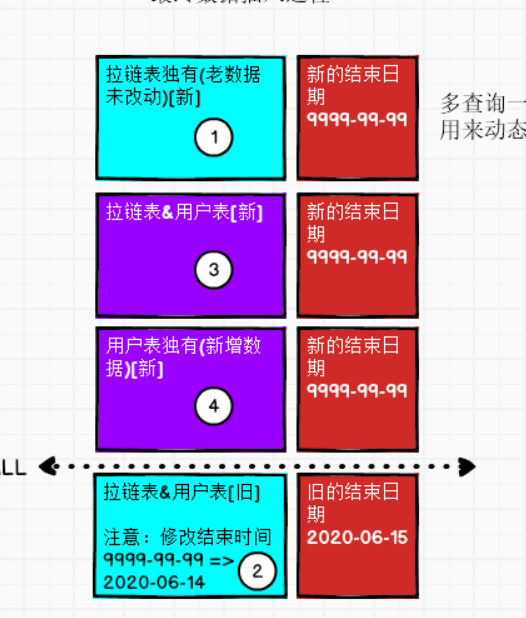 拉链表独有(老数据
未改动)[新]
1
新的结束日
期
9999-99-99
多查询一
用来动态
拉链表&用户表[新]
3
新的结束日
期
9999-99-99
用户表独有(新增数
据)[新]
4
新的结束日
期
9999-99-99
ALL
拉链表&用户表[旧]
注意：修改结束时间
9999-99-99 =>
2020-06-14
2
旧的结束日
期
2020-06-15